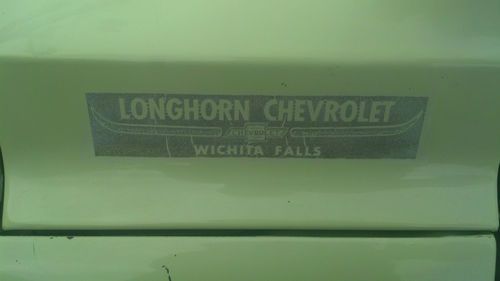 LONGHORN CHEVROLET
CHEVROLET
WICHITA FALLS